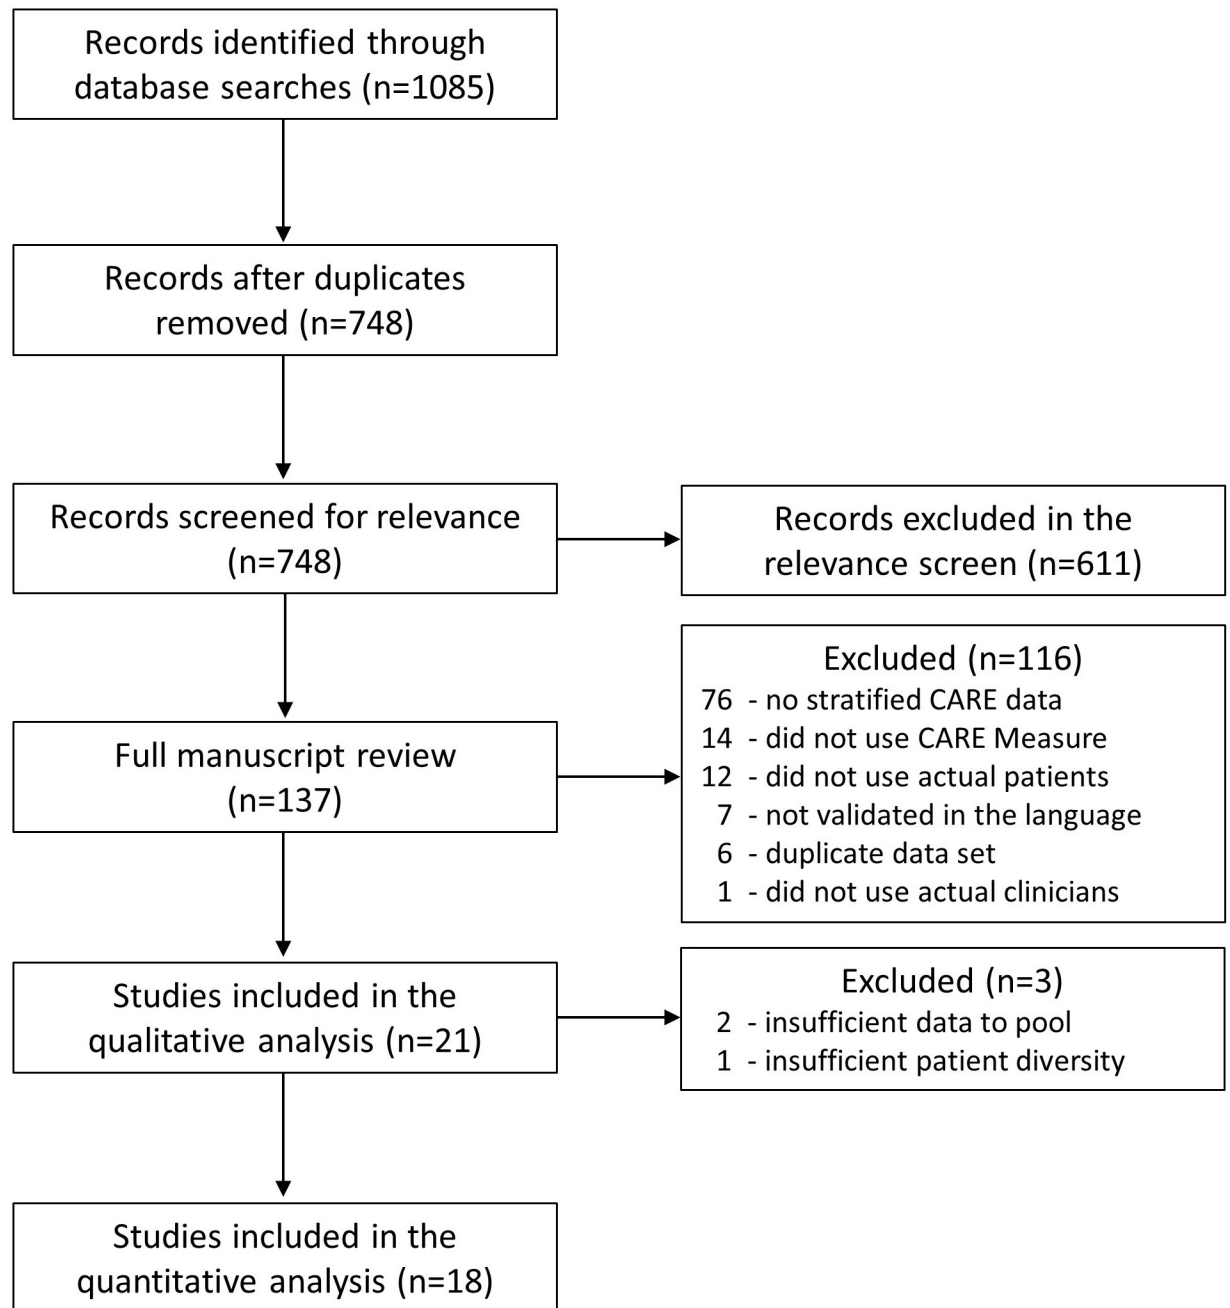 Records identified through
database searches (n=1085)
Records after duplicates
removed (n=748)
Records screened for relevance
(n=748)
Records excluded in the
relevance screen (n=611)
Full manuscript review
(n=137)
Excluded (n=116)
76 - no stratified CARE data
14 - did not use CARE Measure
12 - did not use actual patients
7 - not validated in the language
6 - duplicate data set
1 - did not use actual clinicians
Studies included in the
qualitative analysis (n=21)
Excluded (n=3)
2 - insufficient data to pool
1 - insufficient patient diversity
Studies included in the
quantitative analysis (n=18)